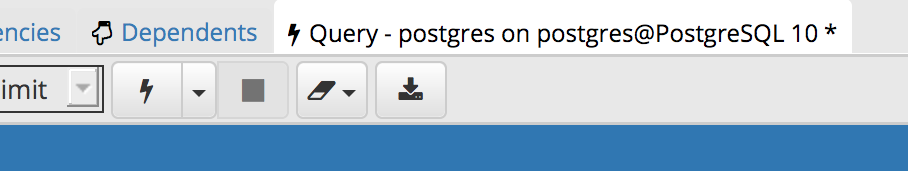 encies Dependents Query - postgres on postgres@PostgreSQL 10 *
imit